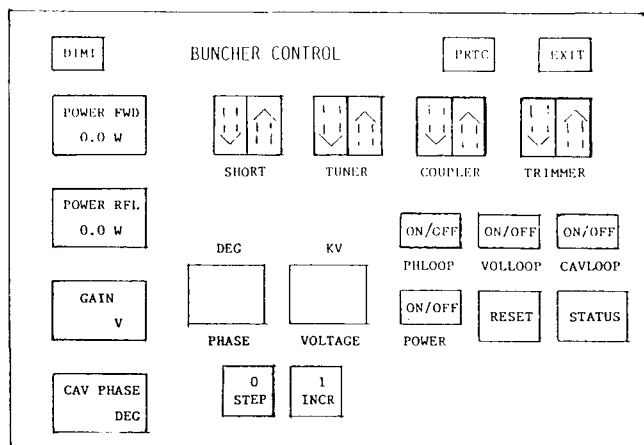 DIMI BUNCHER CONTROL PRTC EXIT
POWER FWD
0.0 W
SHORT TUNER COUPLER TRIMMER
POWER RFL
0.0 W
DEG KV
ON/OFF ON/OFF ON/OFF
PHLOOP VOLLOOP CAVLOOP
GAIN
V
ON/OFF RESET STATUS
PHASE VOLTAGE POWER
0 1
STEP INCR
CAV PHASE
DEG